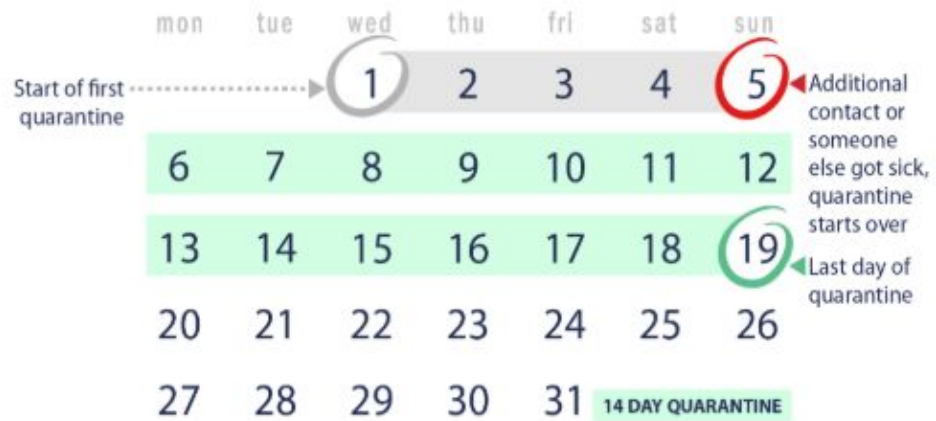 mon tue wed thu fri sat sun
Start of first
quarantine
1 2 3 4 5
Additional
contact or
someone
else got sick,
quarantine
starts over
6 7 8 9 10 11 12
13 14 15 16 17 18 19
Last day of
quarantine
20 21 22 23 24 25 26
27 28 29 30 31
14 DAY QUARANTINE